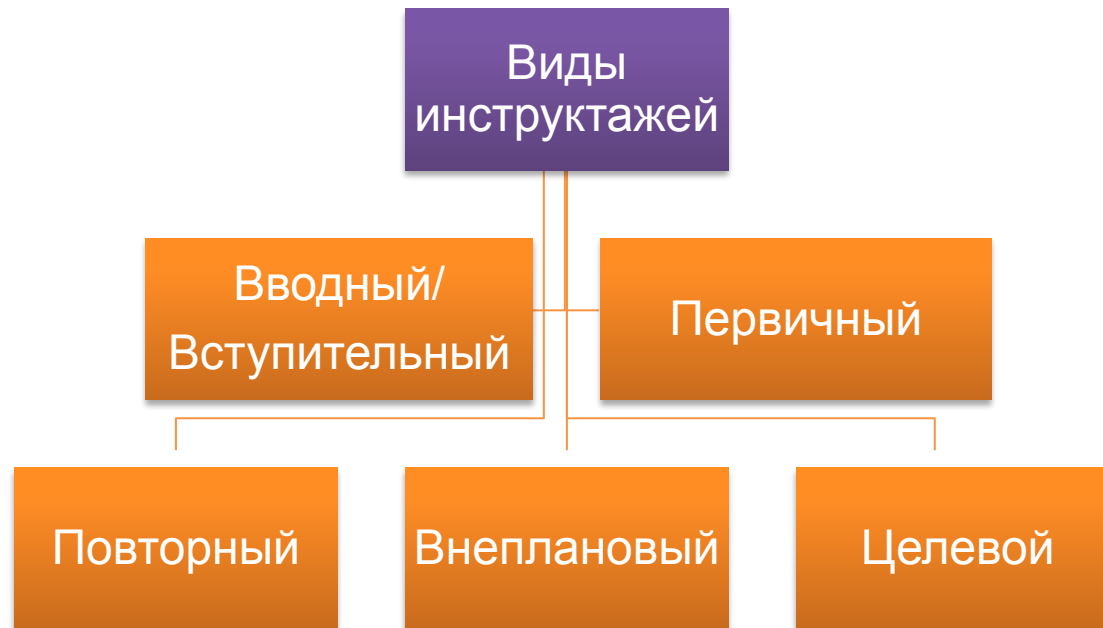 Виды
инструктажей
Вводный/
Вступительный
Первичный
Повторный
Внеплановый
Целевой